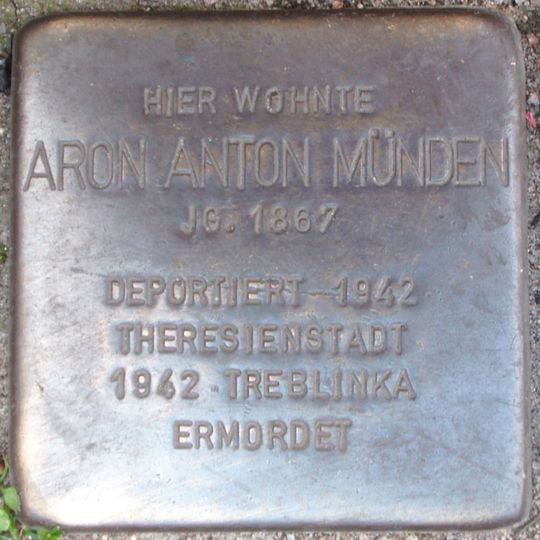 HIER WOHNTE
ARON ANTON MÜNDEN
JG. 1867
DEPORTIERT 1942
THERESIENSTADT
1942 TREBLINKA
ERMORDET